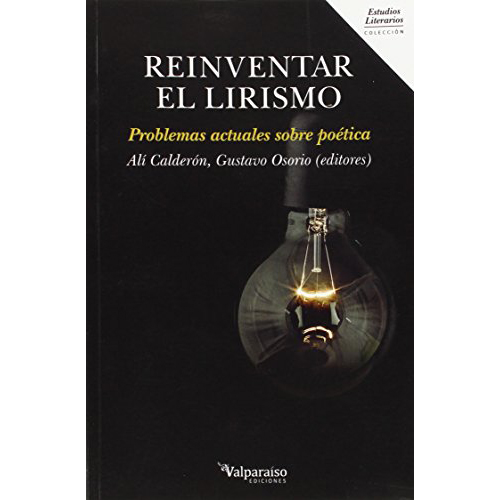 Estudios
Literarios
COLECCIÓN
REINVENTAR
EL LIRISMO
Problemas actuales sobre poética
Alí Calderón, Gustavo Osorio (editores)
Valparaíso
EDICIONES